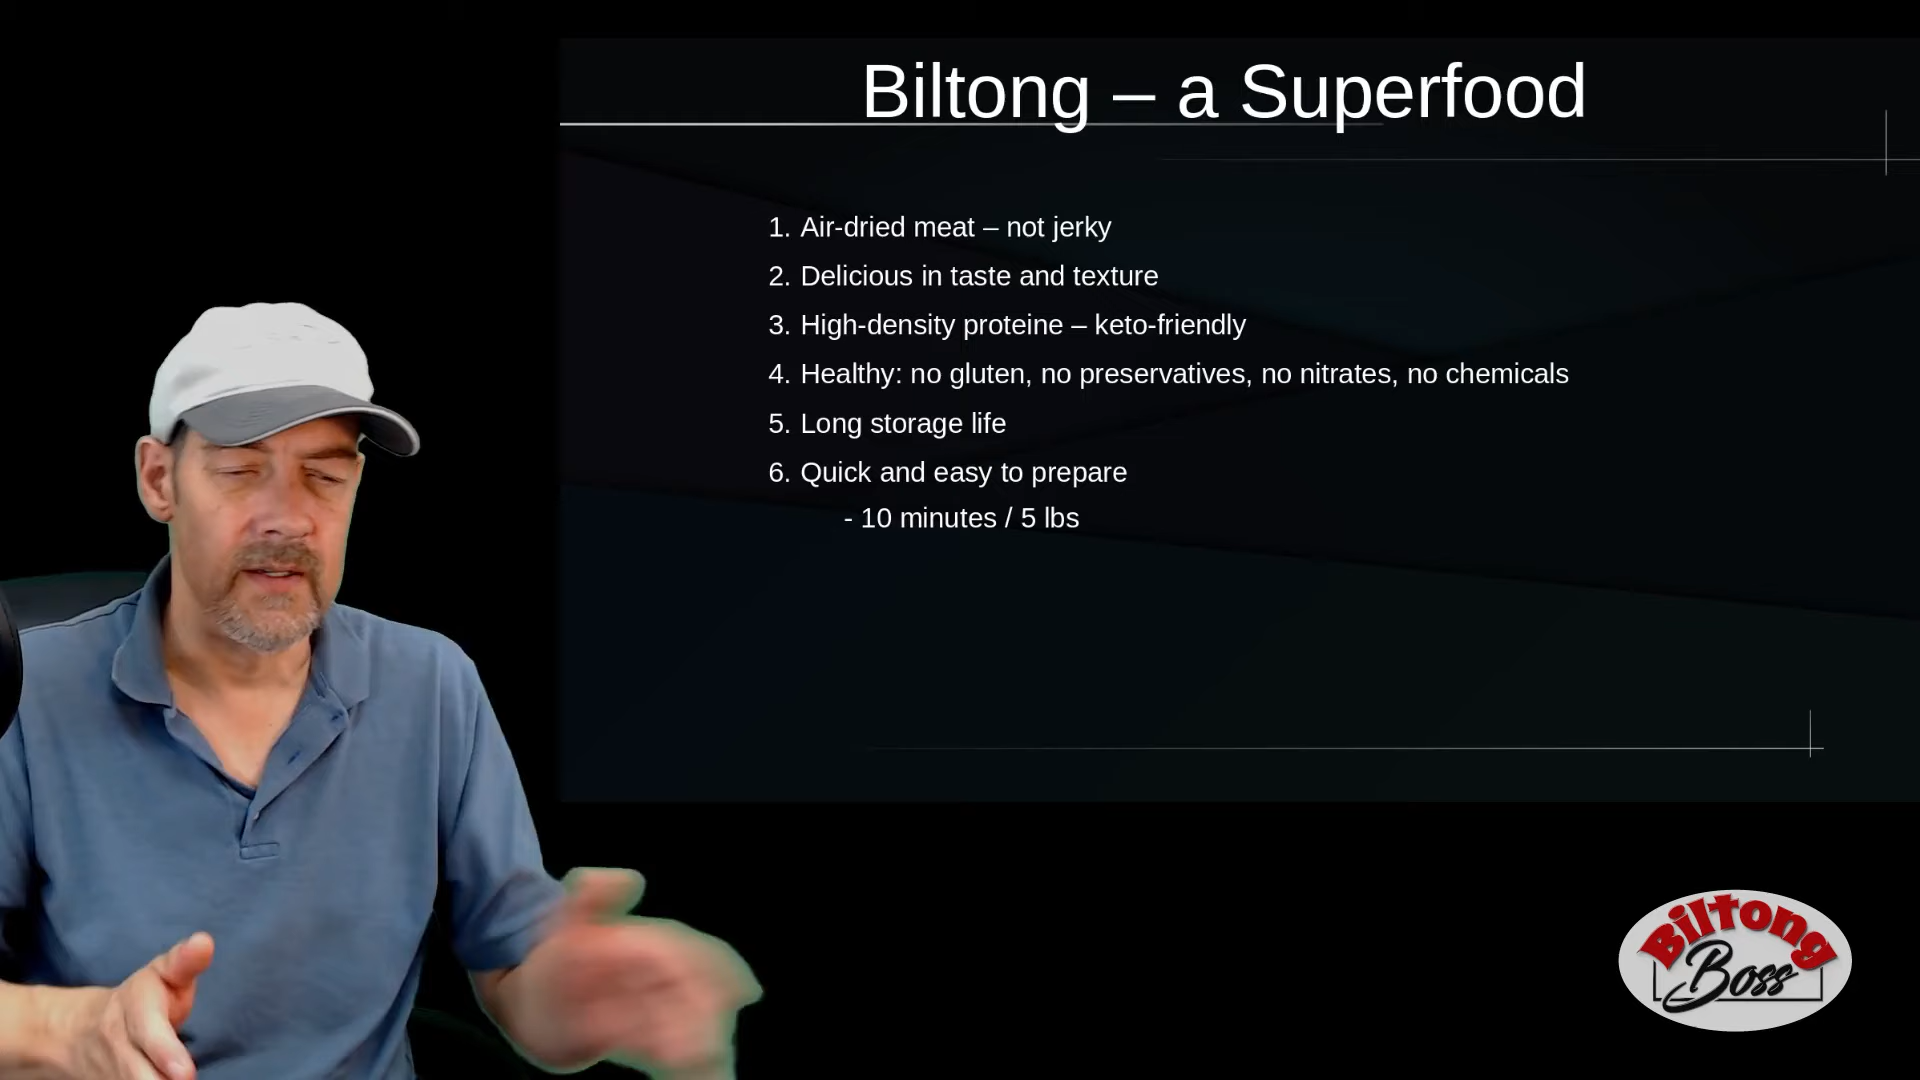 Biltong – a Superfood
1. Air-dried meat – not jerky
2. Delicious in taste and texture
3. High-density proteine – keto-friendly
4. Healthy: no gluten, no preservatives, no nitrates, no chemicals
5. Long storage life
6. Quick and easy to prepare
- 10 minutes / 5 lbs
Biltong
Boss